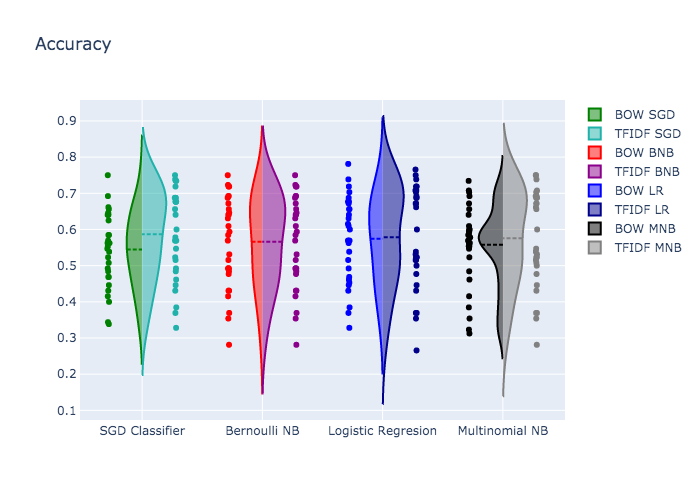 Accuracy
0.9
0.8
0.7
0.6
0.5
0.4
0.3
0.2
0.1
SGD Classifier
Bernoulli NB
Logistic Regresion
Multinomial NB
BOW SGD
TFIDF SGD
BOW BNB
TFIDF BNB
BOW LR
TFIDF LR
BOW MNB
TFIDF MNB